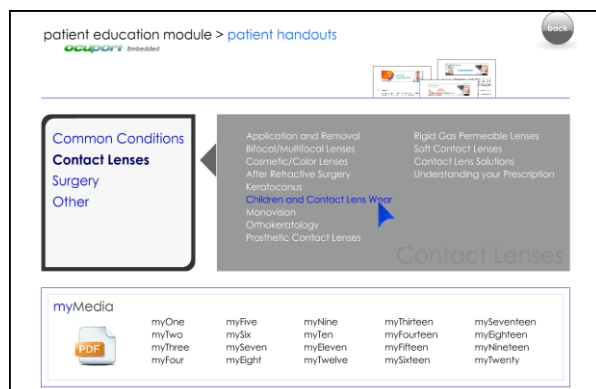 patient education module > patient handouts
back
ocuport Embedded
Common Conditions
Contact Lenses
Surgery
Other
Application and Removal
Bifocal/Multifocal Lenses
Cosmetic/Color Lenses
After Refractive Surgery
Keratoconus
Children and Contact Lens Wear
Monovision
Orthokeratology
Prosthetic Contact Lenses
Rigid Gas Permeable Lenses
Soft Contact Lenses
Contact Lens Solutions
Understanding your Prescription
Contact Lenses
myMedia
PDF
myOne
myTwo
myThree
myFour
myFive
mySix
mySeven
myEight
myNine
myTen
myEleven
myTwelve
myThirteen
myFourteen
myFifteen
mySixteen
mySeventeen
myEighteen
myNineteen
myTwenty